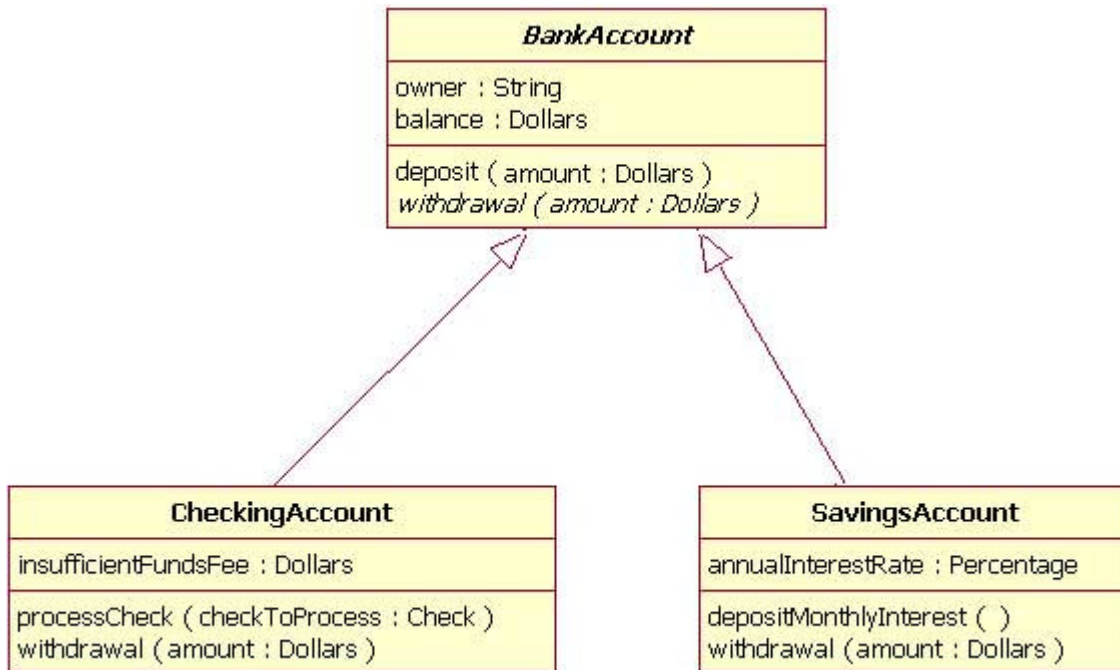 BankAccount
owner : String
balance : Dollars
deposit ( amount : Dollars )
withdrawal ( amount : Dollars )
CheckingAccount
insufficientFundsFee : Dollars
processCheck ( checkToProcess : Check )
withdrawal ( amount : Dollars )
SavingsAccount
annualInterestRate : Percentage
depositMonthlyInterest ( )
withdrawal ( amount : Dollars )